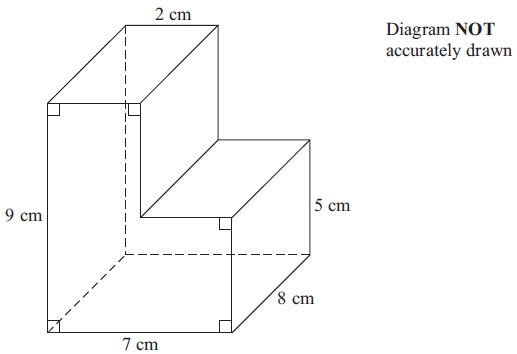 2 cm
Diagram NOT
accurately drawn
9 cm
5 cm
8 cm
7 cm